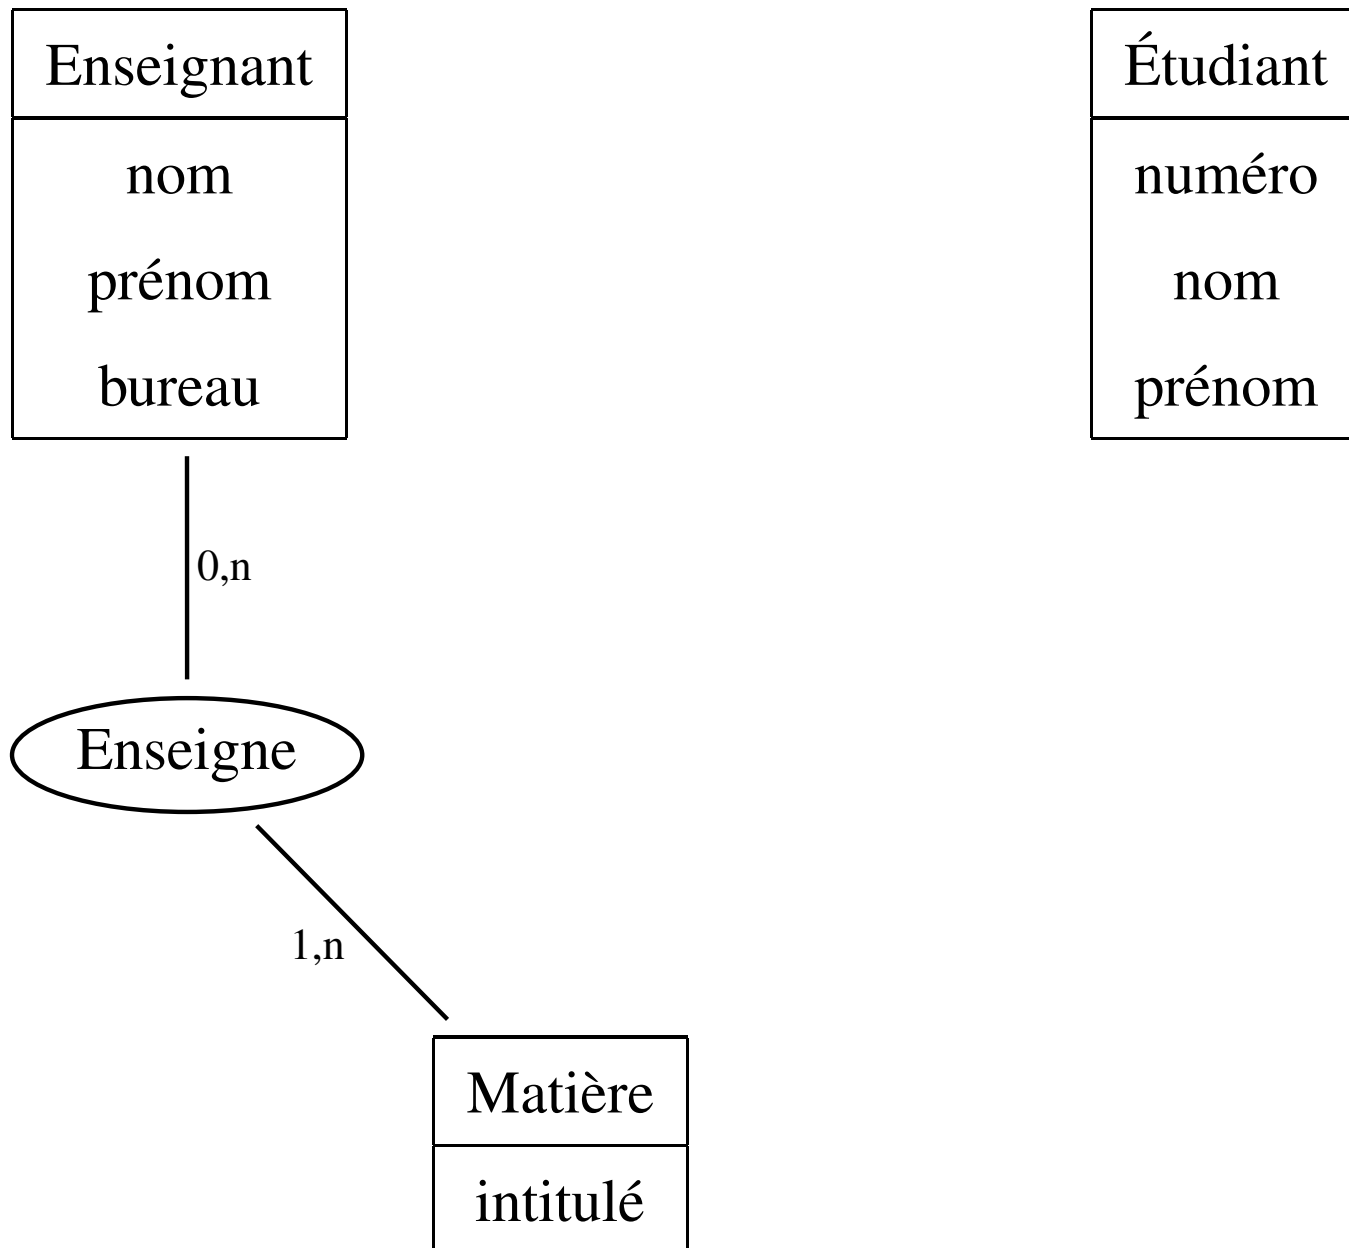 Enseignant
nom
prénom
bureau
Étudiant
numéro
nom
prénom
0,n
Enseigne
1,n
Matière
intitulé